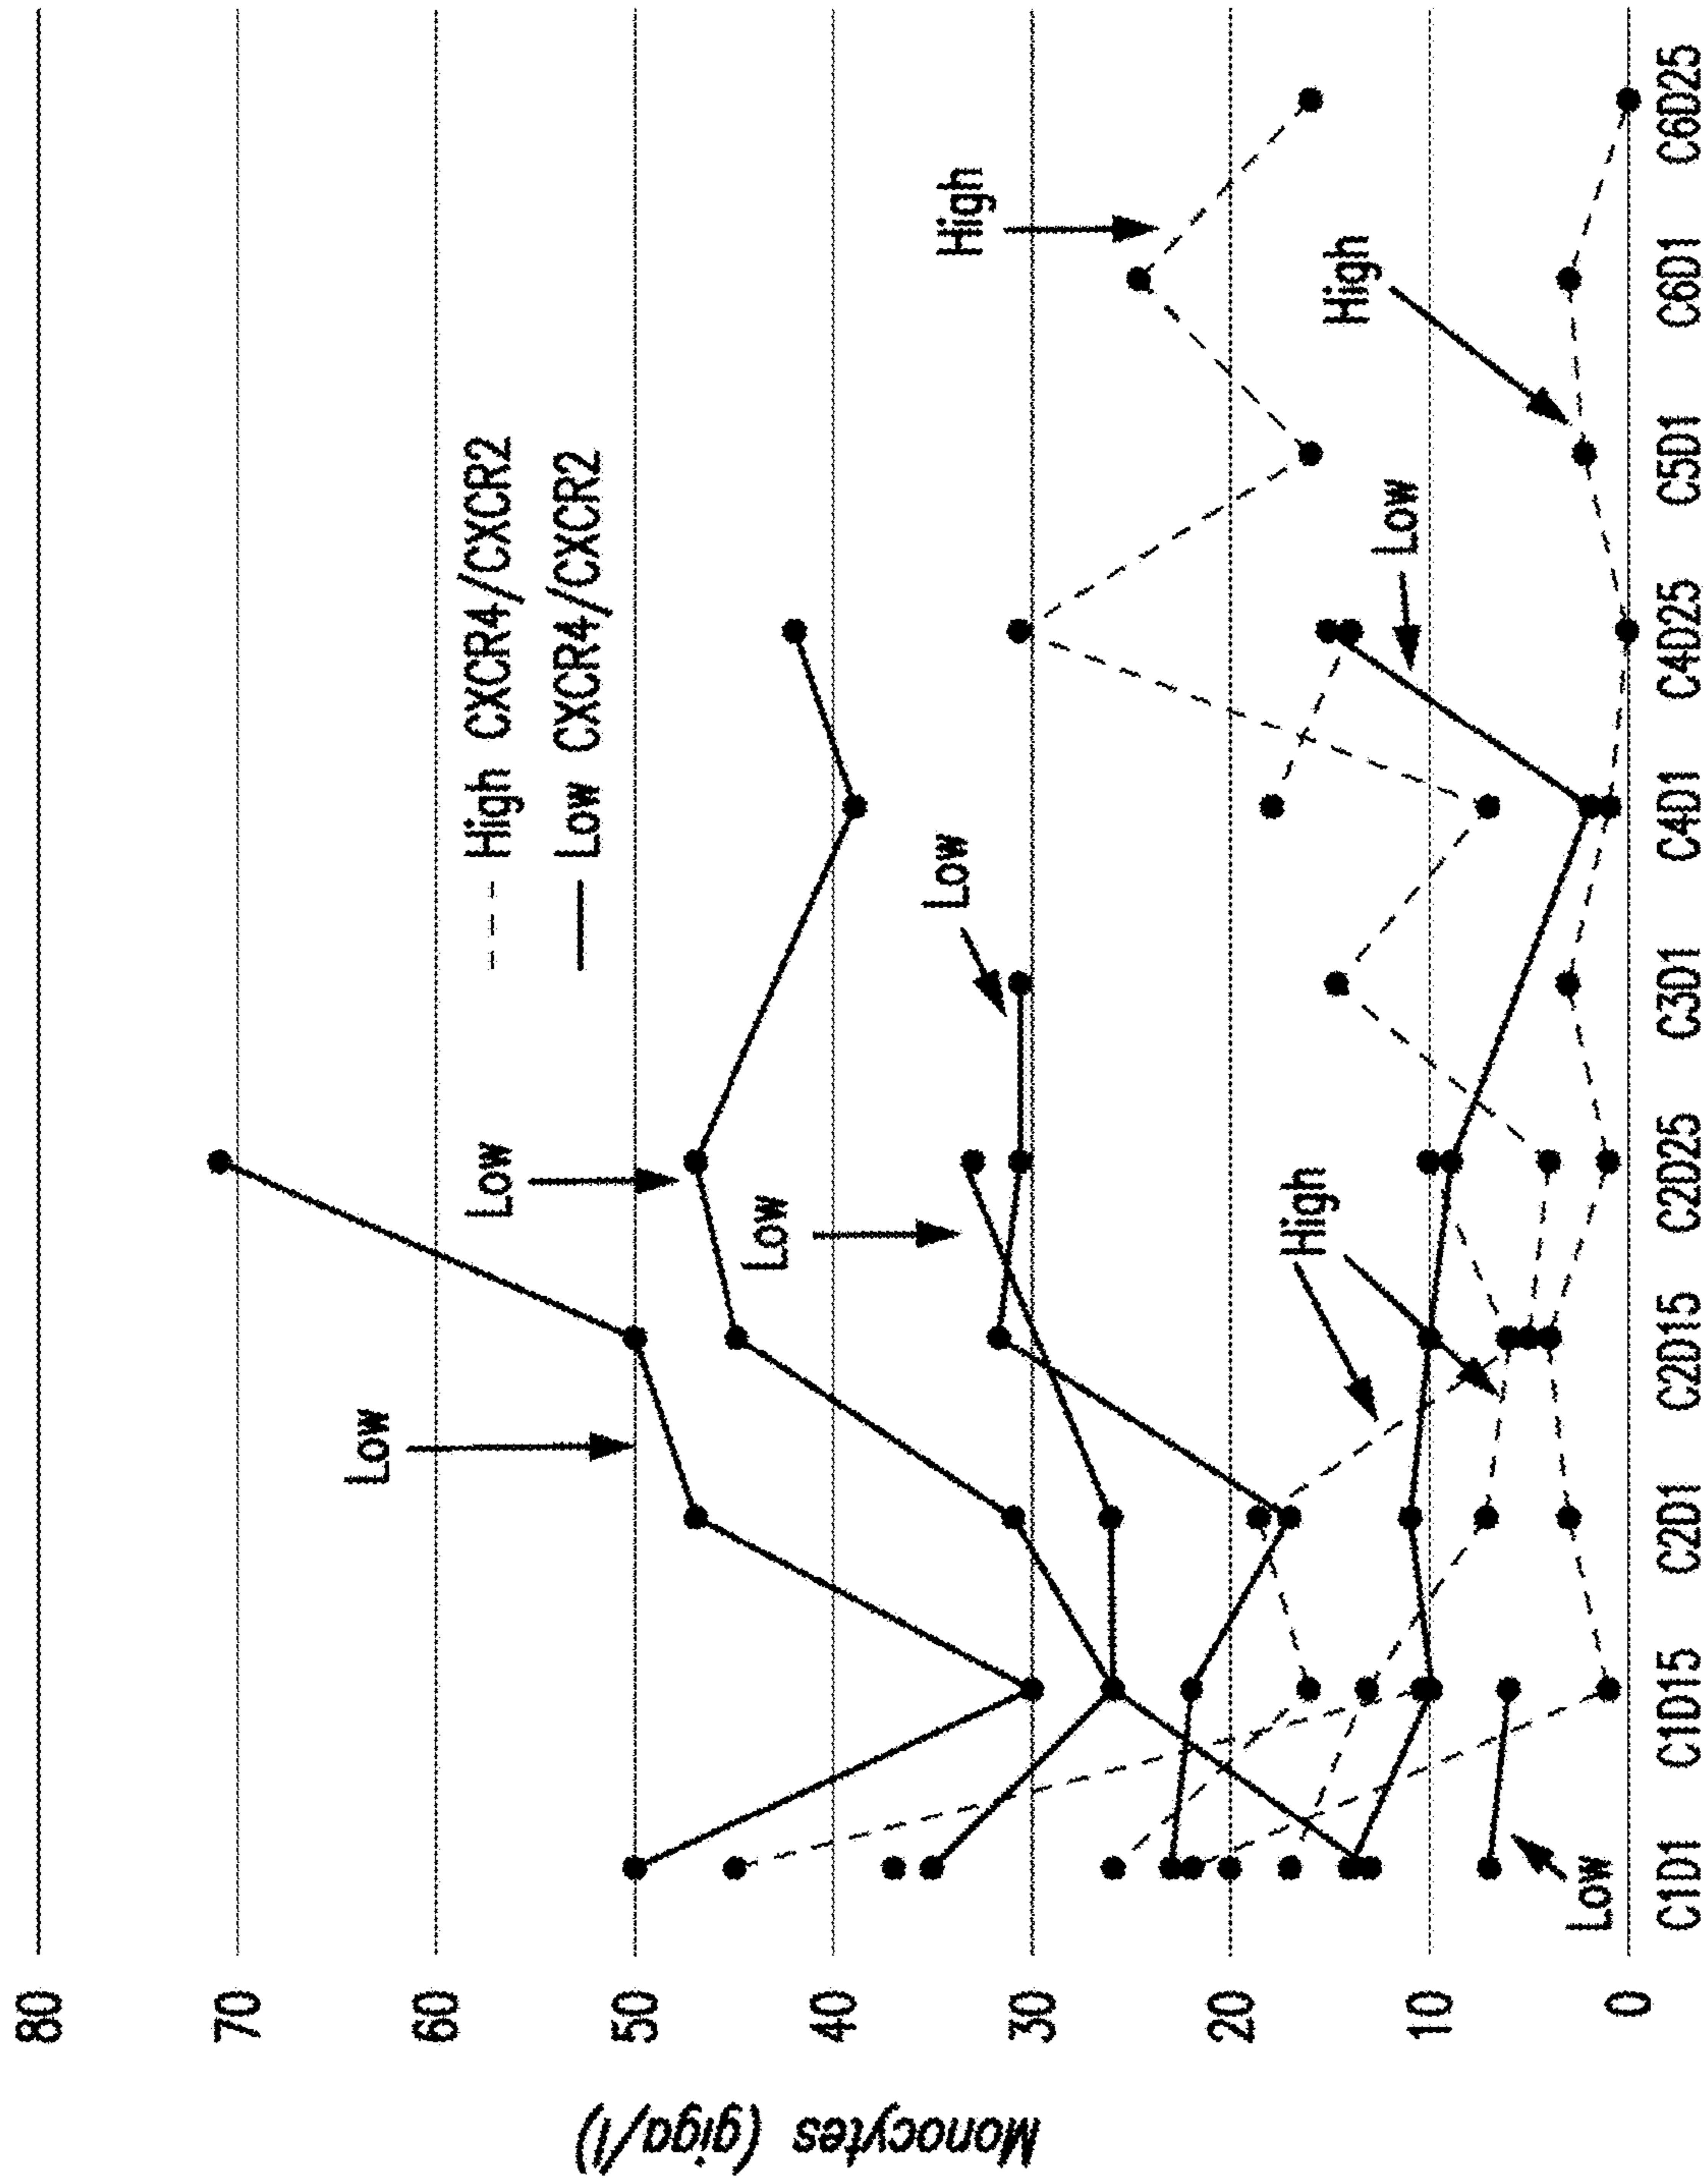 Monocytes (giga/l)
80
70
60
50
40
30
20
10
0
High CXCR4/CXCR2
Low CXCR4/CXCR2
Low
Low
Low
Low
High
Low
High
High
Low
C1D1
C1D15
C2D1
C2D15
C2D25
C3D1
C4D1
C4D25
C5D1
C6D1
C6D25